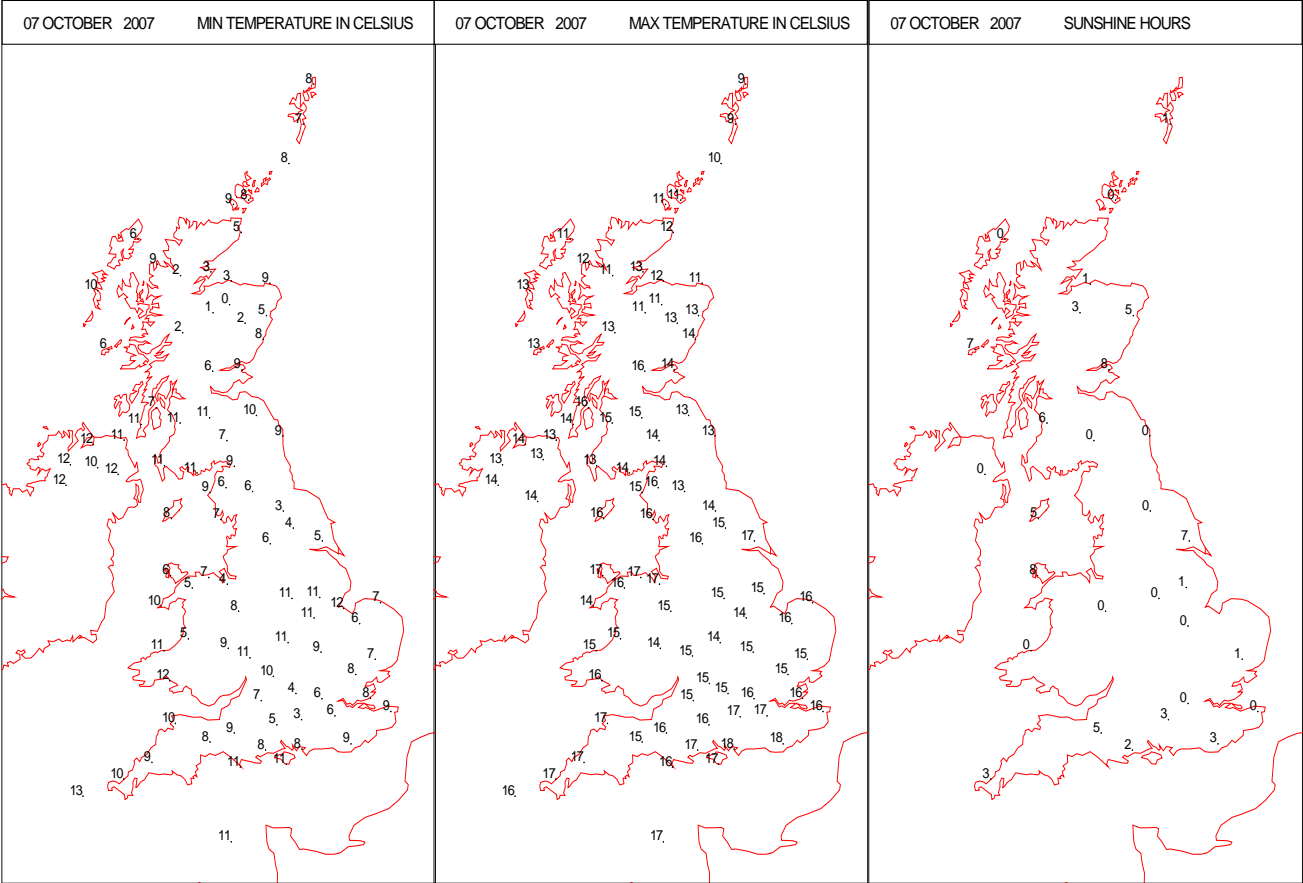 07 OCTOBER 2007 MIN TEMPERATURE IN CELSIUS
8
7
8
9 8
5
6
9
2 3
3 9
10
0
1 5
2
2 8
6
6 9
7
11 11 11 10
12 11 7 9
12 10 12 11 11 9
12 9 6 6
8 7 3
4
6 5
6 5 7 4
10 8 11 11 12 7
11 6
5 11
11 9 11 9 7
12 10 8
7 4 6 8
10 5 3 6 9
8 9 8 8 9
9 11 11
10
13
11
07 OCTOBER 2007 MAX TEMPERATURE IN CELSIUS
9
9
10
11 11
12
11
12
11 13
12 11
13
11
11 13
13
13 14
13
16 14
16
14 15 15 13
14 13 14 13
13 13 13 14 14
14 15 16 13
14
16 16 14
15
16 17
17 16 17 17
14 15 15 15 16
14 16
15 15 14 14 15 15
15
16 15 15
15 15 16 16
17 16 17 17 16
15 16 17 18 18
17 16 17
17
16
17
07 OCTOBER 2007 SUNSHINE HOURS
1
0
0
1
3 5
7
8
6
0 0
0
5 0
7
8 1
0
0
0 1
0
3 0
5 2 3
3